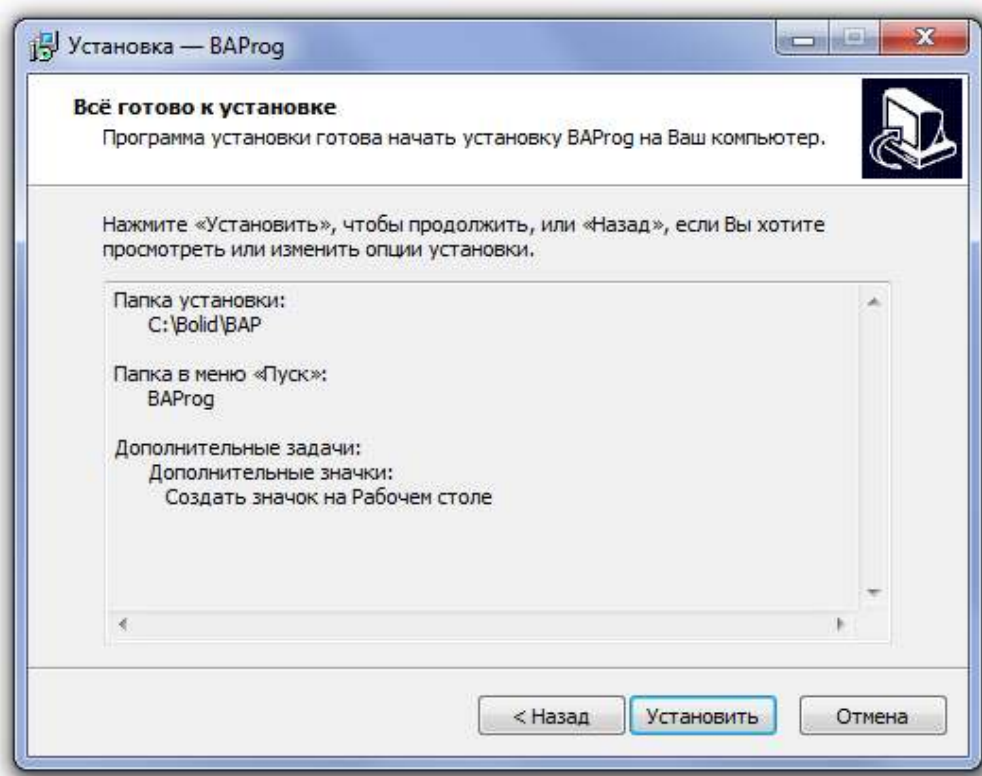 Установка — BAProg
Всё готово к установке
Программа установки готова начать установку BAProg на Ваш компьютер.
Нажмите «Установить», чтобы продолжить, или «Назад», если Вы хотите
просмотреть или изменить опции установки.
Папка установки:
C:\Bolid\BAP
Папка в меню «Пуск»:
BAProg
Дополнительные задачи:
Дополнительные значки:
Создать значок на Рабочем столе
< Назад
Установить
Отмена